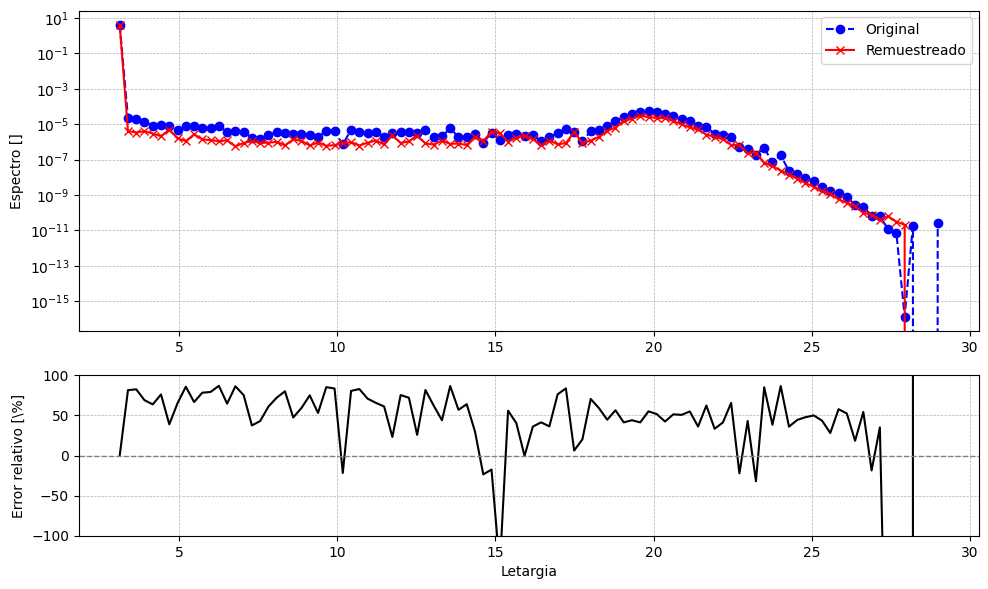 Original
Remuestreado
Espectro []
10^1
10^-1
10^-3
10^-5
10^-7
10^-9
10^-11
10^-13
10^-15
5 10 15 20 25 30
Error relativo [\%]
100
50
0
−50
−100
5 10 15 20 25 30
Letargia